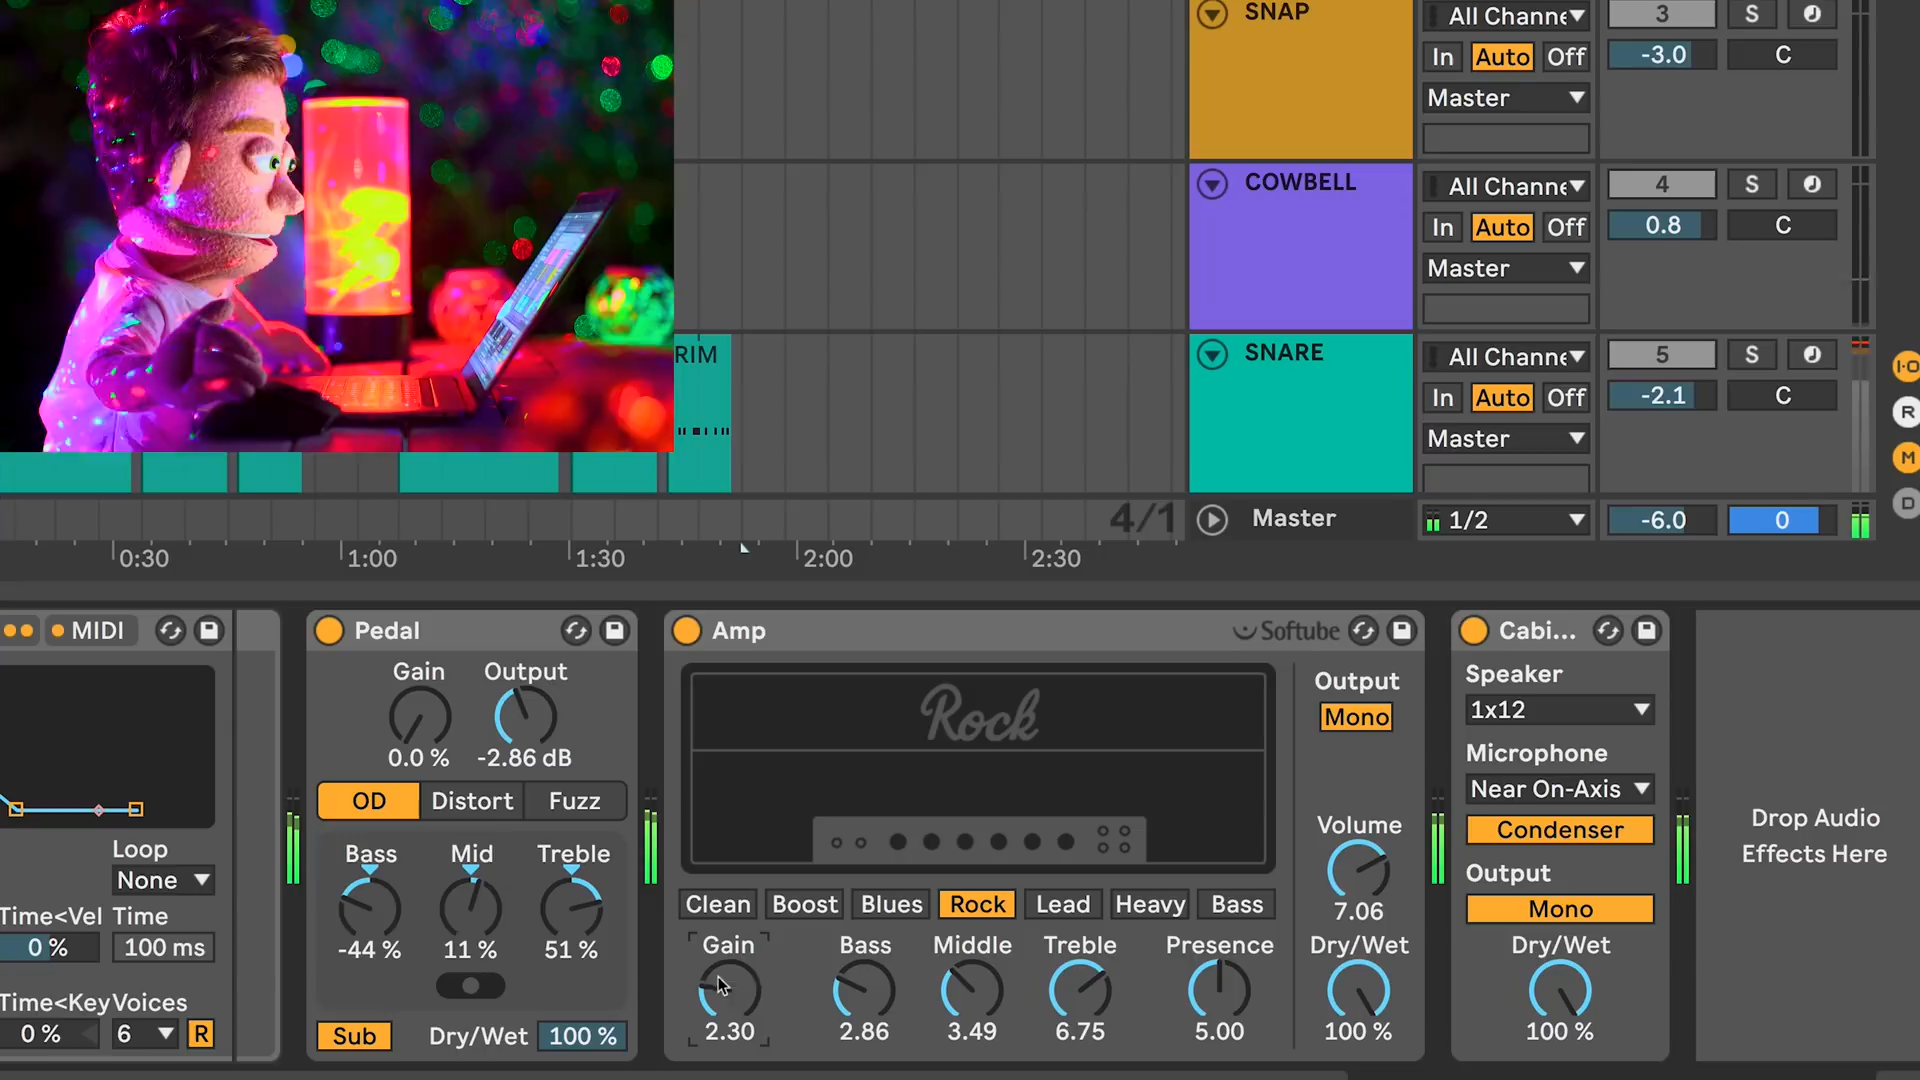 SNAP
All Channe
3
S
In Auto Off
-3.0
C
Master
COWBELL
All Channe
4
S
In Auto Off
0.8
C
Master
RIM
SNARE
All Channe
5
S
In Auto Off
-2.1
C
Master
I·O
R
M
D
4/1
Master
1/2
-6.0
0
0:30
1:00
1:30
2:00
2:30
MIDI
Loop
None
Time<Vel Time
0 %
100 ms
Time<Key Voices
0 %
6
R
Pedal
Gain Output
0.0 % -2.86 dB
OD Distort Fuzz
Bass Mid Treble
-44 % 11 % 51 %
Sub Dry/Wet 100 %
Amp
Softube
Rock
Clean Boost Blues Rock Lead Heavy Bass
Gain Bass Middle Treble Presence
2.30 2.86 3.49 6.75 5.00
Output
Mono
Volume
7.06
Dry/Wet
100 %
Cabi...
Speaker
1x12
Microphone
Near On-Axis
Condenser
Output
Mono
Dry/Wet
100 %
Drop Audio
Effects Here